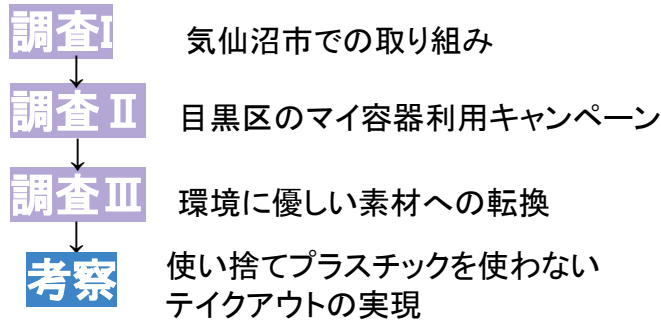 調査Ⅰ 気仙沼市での取り組み
↓
調査Ⅱ 目黒区のマイ容器利用キャンペーン
↓
調査Ⅲ 環境に優しい素材への転換
↓
考察 使い捨てプラスチックを使わない
テイクアウトの実現